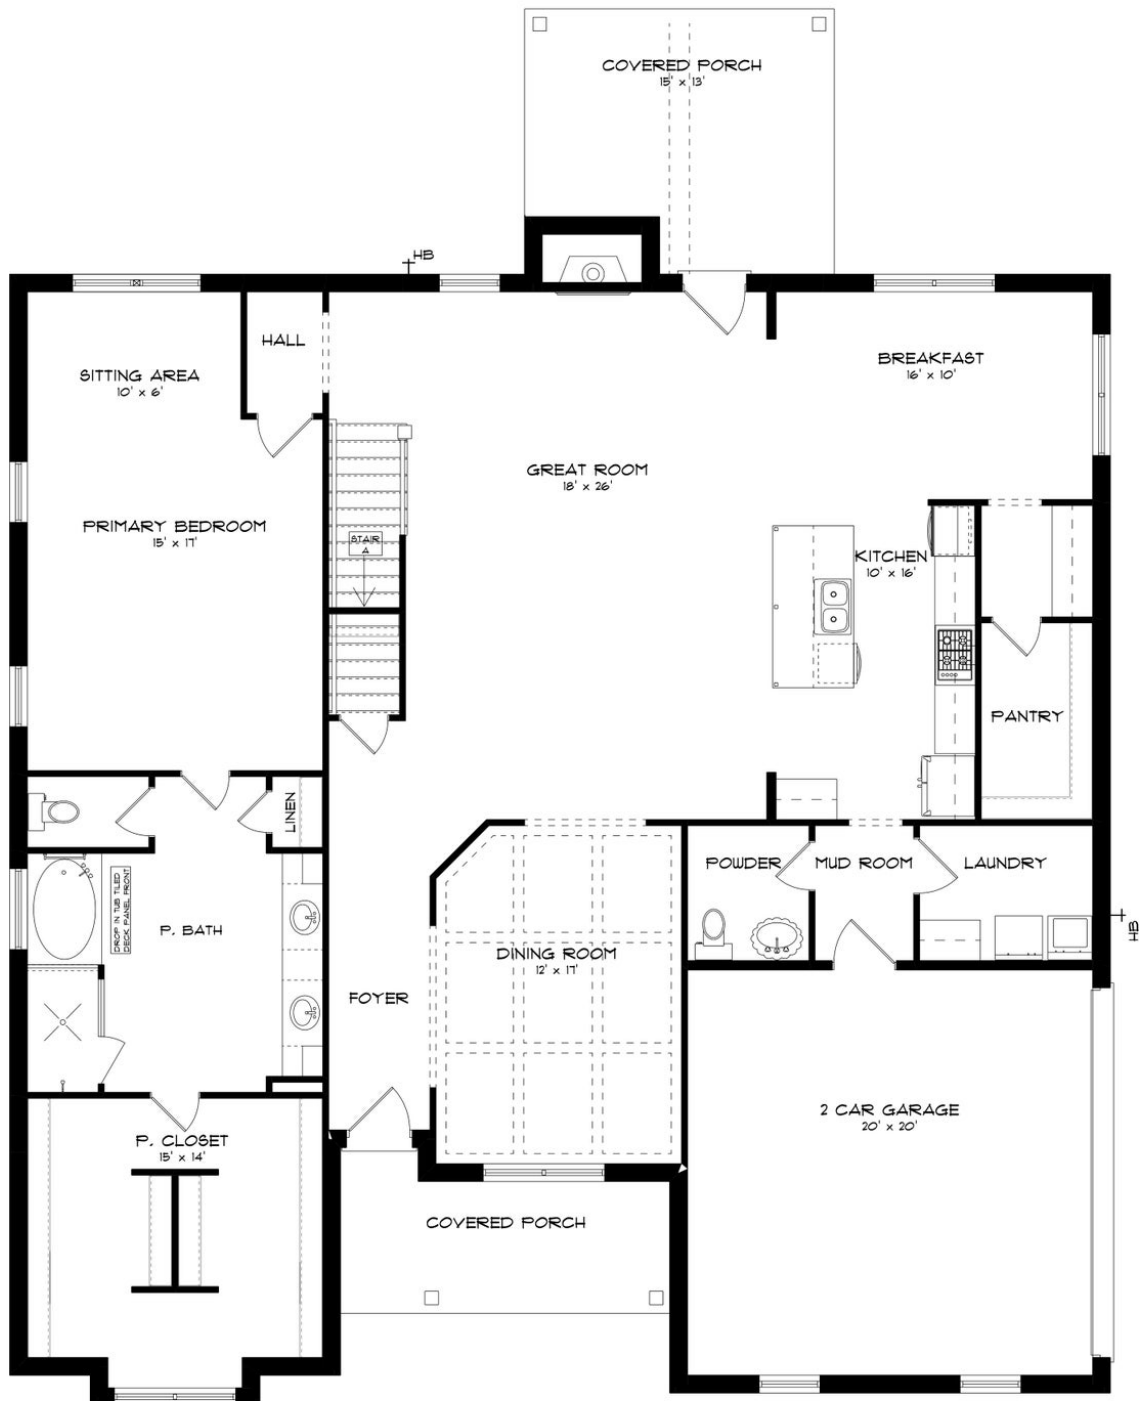 COVERED PORCH
15' x 13'
HB
HALL
SITTING AREA
10' x 6'
BREAKFAST
16' x 10'
GREAT ROOM
18' x 26'
PRIMARY BEDROOM
15' x 17'
STAIR
A
KITCHEN
10' x 16'
PANTRY
LINEN
POWDER
MUD ROOM
LAUNDRY
DROP IN TUB TILED
DECK PANEL FRONT
P. BATH
HB
DINING ROOM
12' x 17'
FOYER
2 CAR GARAGE
20' x 20'
P. CLOSET
15' x 14'
COVERED PORCH